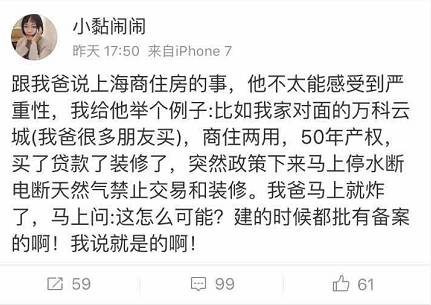 小黏闹闹
昨天 17:50 来自iPhone 7
跟我爸说上海商住房的事，他不太能感受到严
重性，我给他举个例子:比如我家对面的万科云
城(我爸很多朋友买)，商住两用，50年产权，
买了贷款了装修了，突然政策下来马上停水断
电断天然气禁止交易和装修。我爸马上就炸
了，马上问:这怎么可能？建的时候都批有备案
的啊！我说就是的啊！
59 99 61